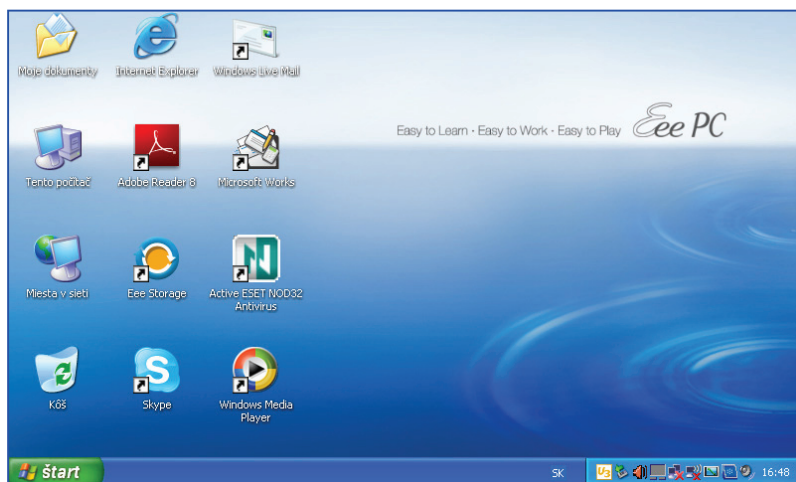 Moje dokumenty
Internet Explorer
Windows Live Mail
Easy to Learn · Easy to Work · Easy to Play Eee PC
Tento počítač
Adobe Reader 8
Microsoft Works
Miesta v sieti
Eee Storage
Active ESET NOD32
Antivirus
Kôš
Skype
Windows Media
Player
štart
SK
U3
16:48